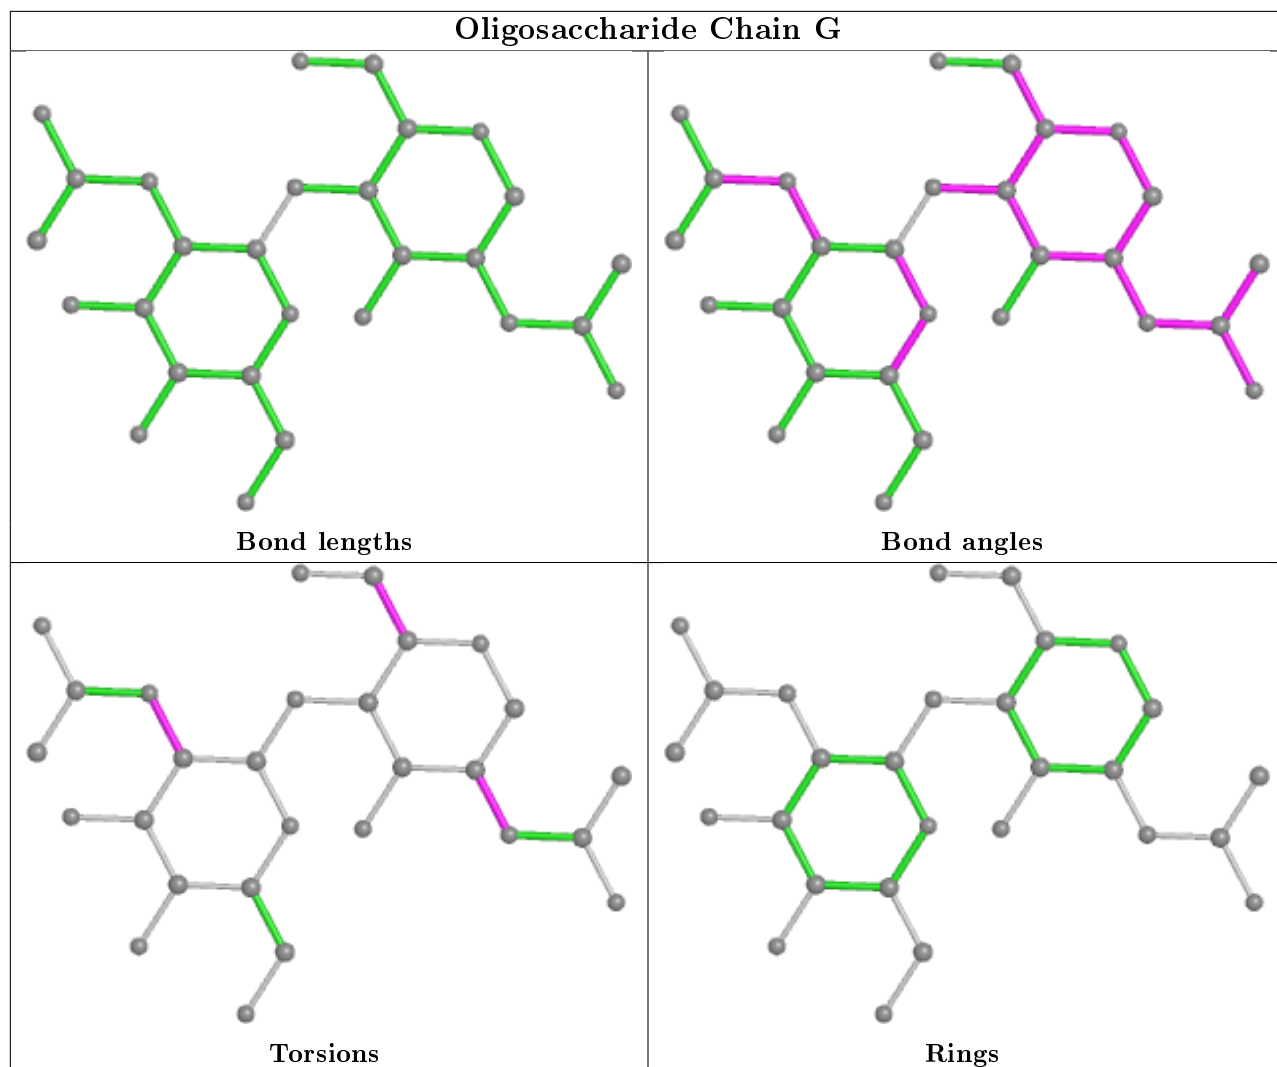 Oligosaccharide Chain G
Bond lengths
Bond angles
Torsions
Rings